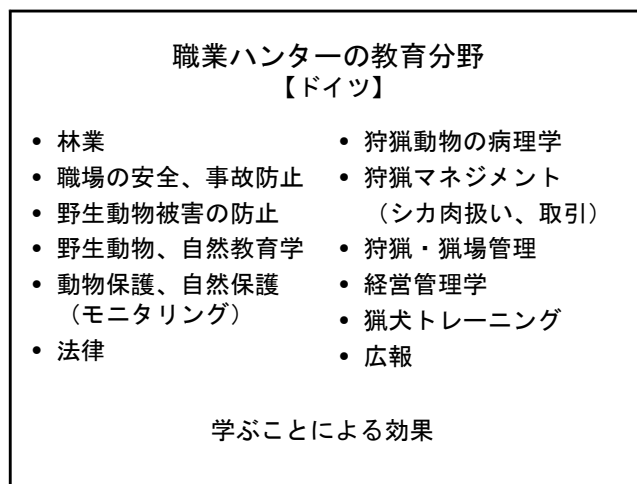 職業ハンターの教育分野
【ドイツ】
• 林業
• 職場の安全、事故防止
• 野生動物被害の防止
• 野生動物、自然教育学
• 動物保護、自然保護
（モニタリング）
• 法律
• 狩猟動物の病理学
• 狩猟マネジメント
（シカ肉扱い、取引）
• 狩猟・猟場管理
• 経営管理学
• 猟犬トレーニング
• 広報
学ぶことによる効果